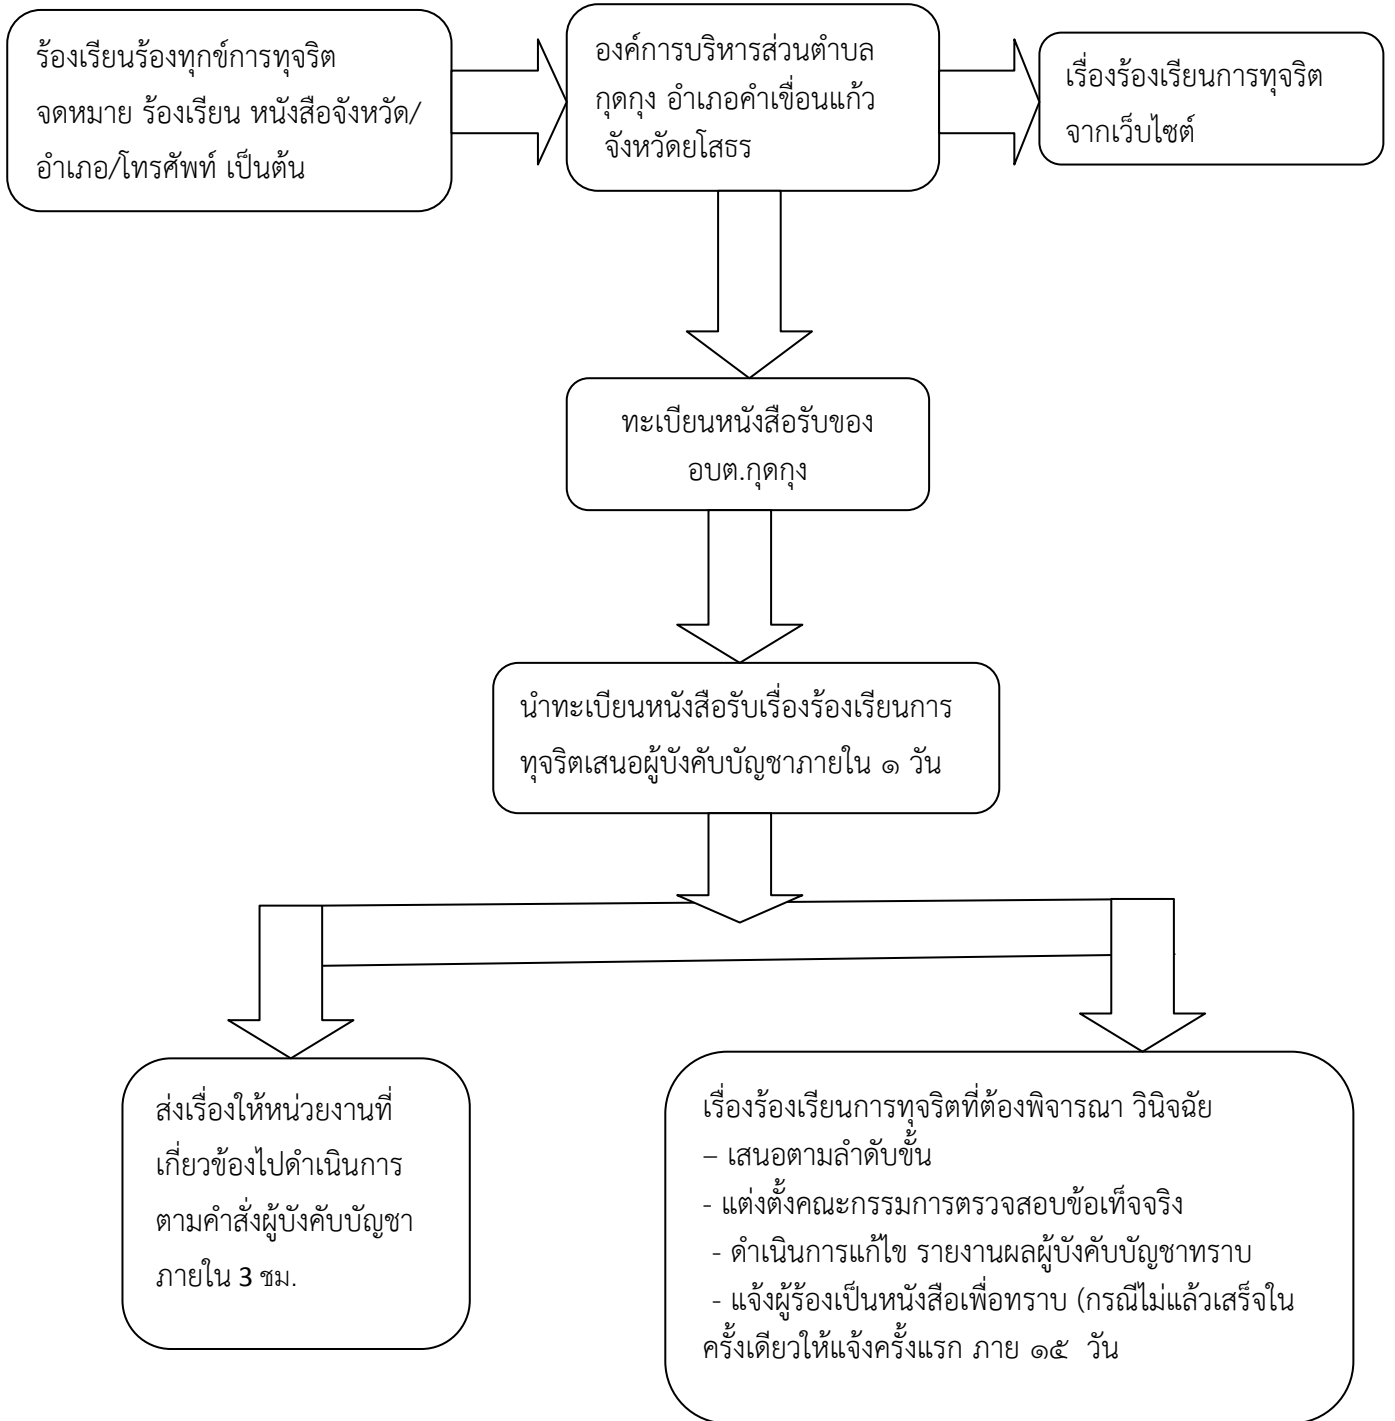 ร้องเรียนร้องทุกข์การทุจริต
จดหมาย ร้องเรียน หนังสือจังหวัด/
อำเภอ/โทรศัพท์ เป็นต้น
องค์การบริหารส่วนตำบล
กุดกุง อำเภอคำเขื่อนแก้ว
จังหวัดยโสธร
เรื่องร้องเรียนการทุจริต
จากเว็บไซต์
ทะเบียนหนังสือรับของ
อบต.กุดกุง
นำทะเบียนหนังสือรับเรื่องร้องเรียนการ
ทุจริตเสนอผู้บังคับบัญชาภายใน ๑ วัน
ส่งเรื่องให้หน่วยงานที่
เกี่ยวข้องไปดำเนินการ
ตามคำสั่งผู้บังคับบัญชา
ภายใน 3 ชม.
เรื่องร้องเรียนการทุจริตที่ต้องพิจารณา วินิจฉัย
– เสนอตามลำดับขั้น
- แต่งตั้งคณะกรรมการตรวจสอบข้อเท็จจริง
- ดำเนินการแก้ไข รายงานผลผู้บังคับบัญชาทราบ
- แจ้งผู้ร้องเป็นหนังสือเพื่อทราบ (กรณีไม่แล้วเสร็จใน
ครั้งเดียวให้แจ้งครั้งแรก ภาย ๑๕ วัน